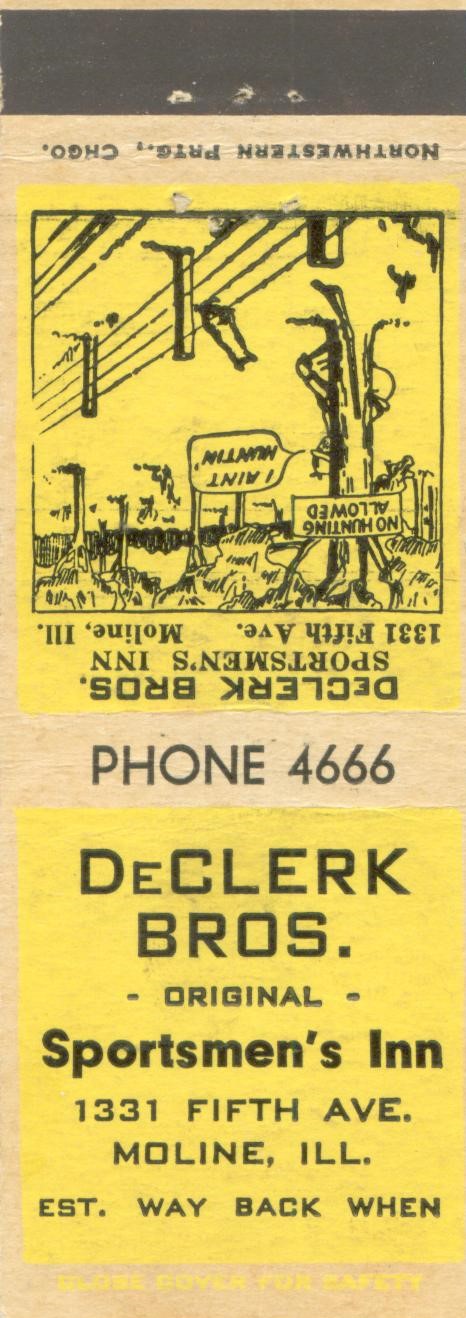 Northwestern Prtg., Chgo.
I AINT
HUNTIN'
NO HUNTING
ALLOWED
1331 Fifth Ave. Moline, Ill.
SPORTSMEN'S INN
DECLERK BROS.
PHONE 4666
DeCLERK
BROS.
- ORIGINAL -
Sportsmen's Inn
1331 FIFTH AVE.
MOLINE, ILL.
EST. WAY BACK WHEN
CLOSE COVER FOR SAFETY